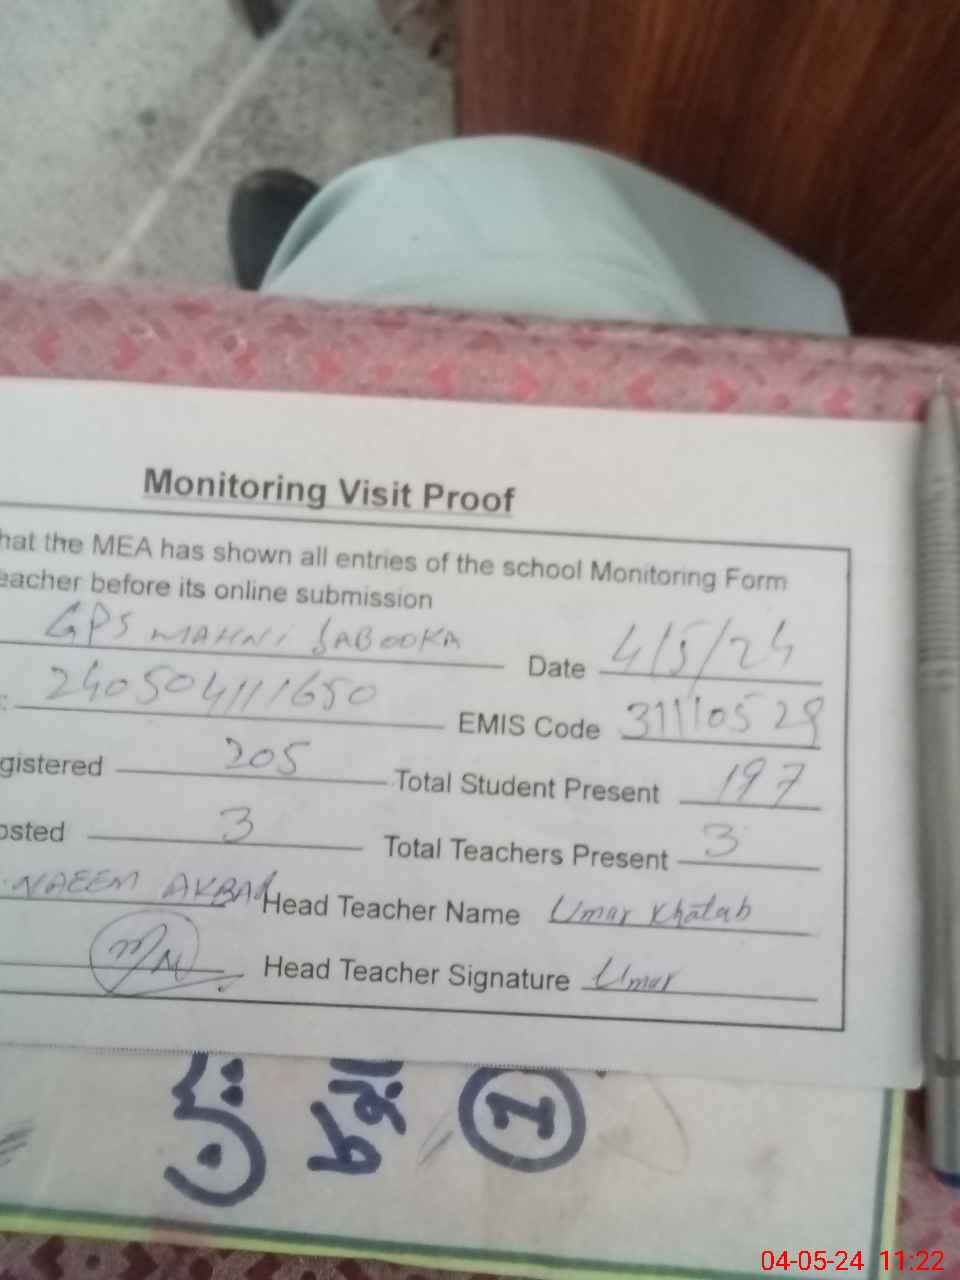 Monitoring Visit Proof
hat the MEA has shown all entries of the school Monitoring Form
eacher before its online submission
GPS MAHNI SABOOKA Date 4/5/24
: 240504111650 EMIS Code 31110529
gistered 205 Total Student Present 197
osted 3 Total Teachers Present 3
NAEEM AKBAR Head Teacher Name Umar Khatab
Head Teacher Signature Umar
1
04-05-24 11:22